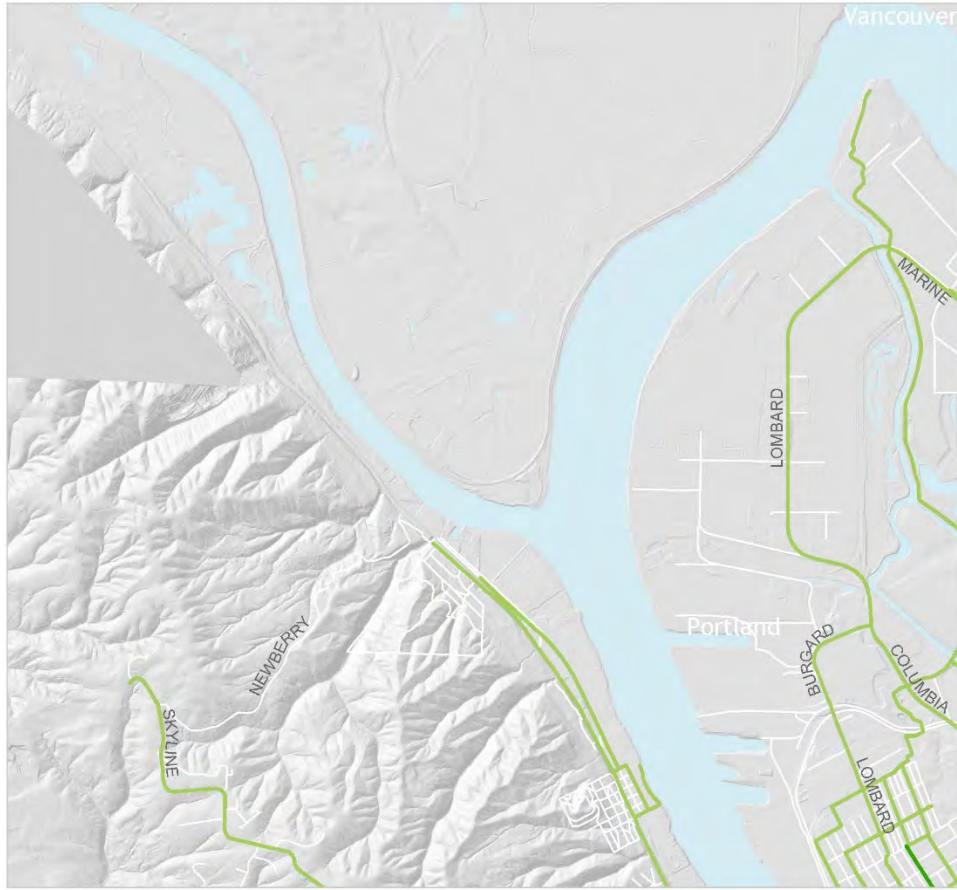 Vancouver
MARINE
LOMBARD
Portland
NEWBERRY
BURGARD
COLUMBIA
SKYLINE
LOMBARD